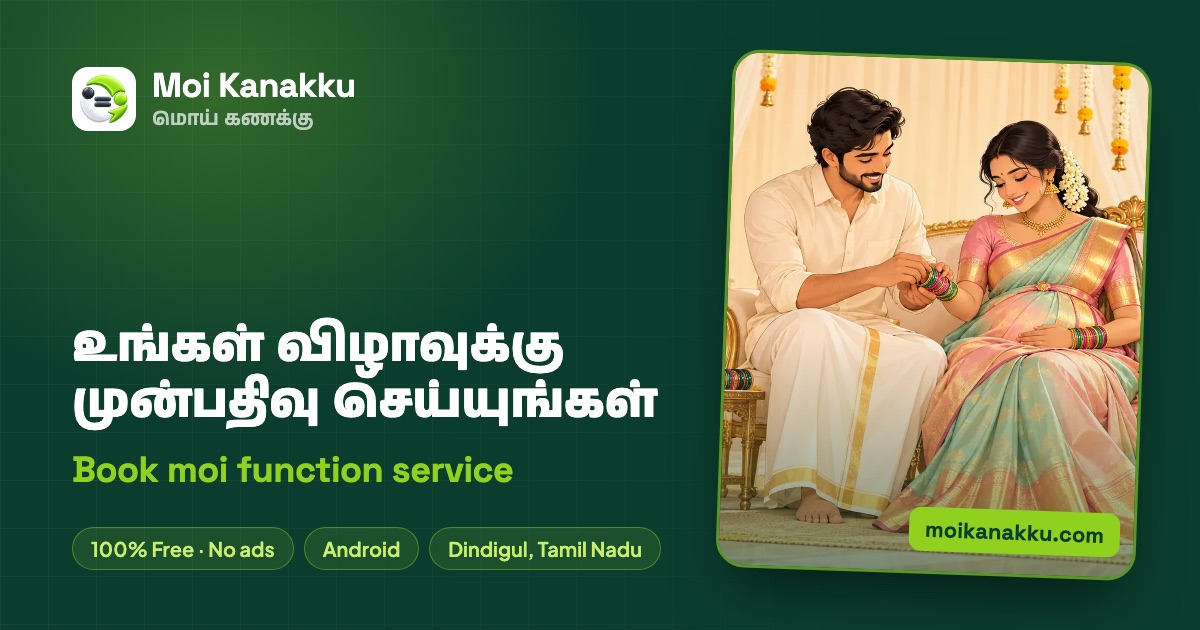 Moi Kanakku
மொய் கணக்கு
உங்கள் விழாவுக்கு
முன்பதிவு செய்யுங்கள்
Book moi function service
100% Free · No ads
Android
Dindigul, Tamil Nadu
moikanakku.com